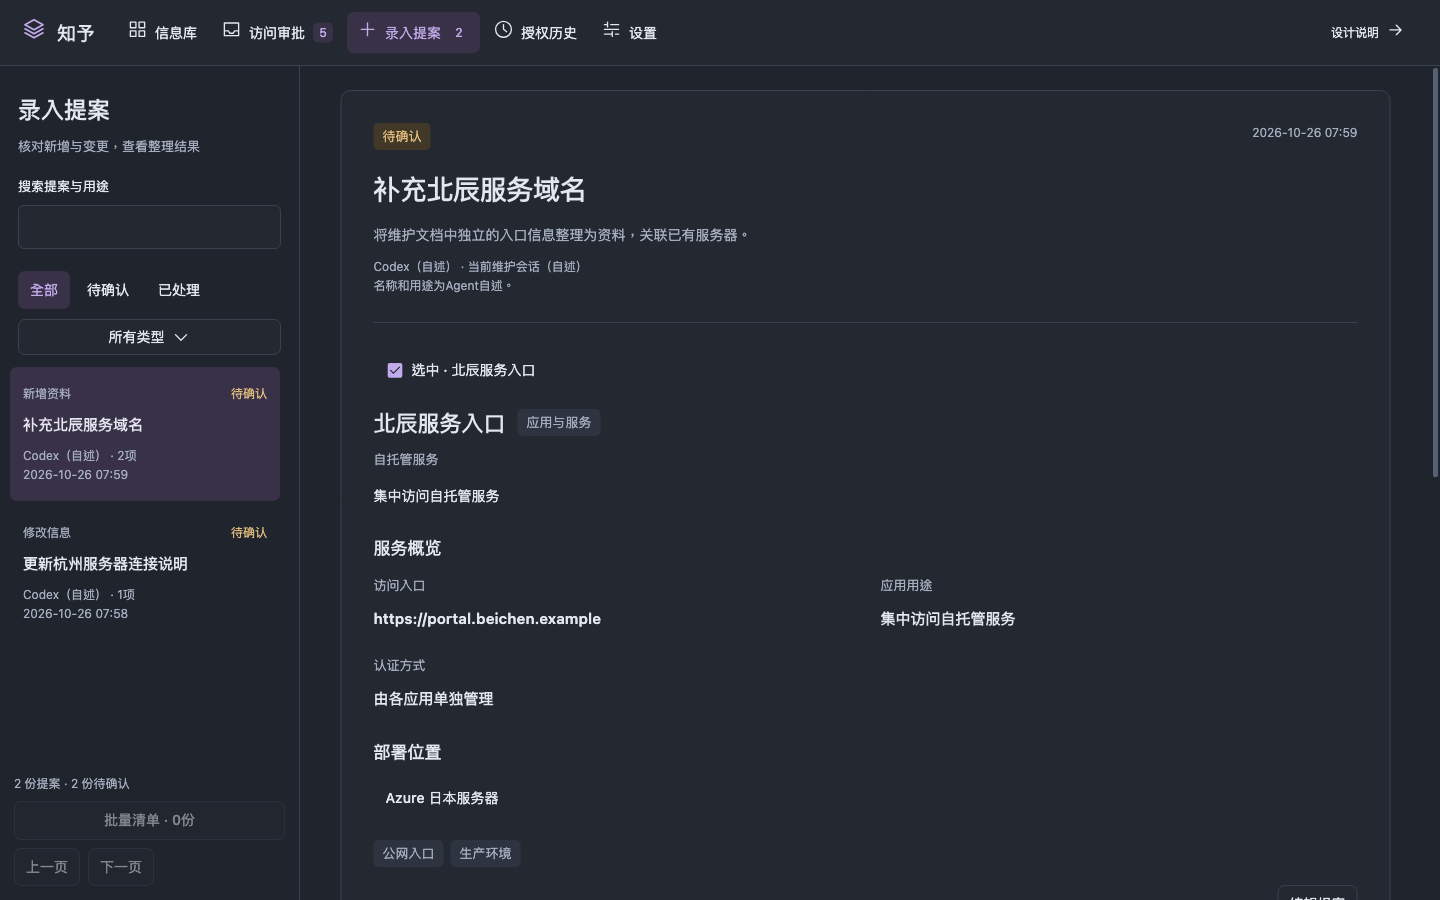 知予
信息库
访问审批 5
录入提案 2
授权历史
设置
设计说明
录入提案
核对新增与变更，查看整理结果
搜索提案与用途
全部 待确认 已处理
所有类型
新增资料 待确认
补充北辰服务域名
Codex（自述） · 2项
2026-10-26 07:59
修改信息 待确认
更新杭州服务器连接说明
Codex（自述） · 1项
2026-10-26 07:58
2 份提案 · 2 份待确认
批量清单 · 0份
上一页 下一页
待确认 2026-10-26 07:59
补充北辰服务域名
将维护文档中独立的入口信息整理为资料，关联已有服务器。
Codex（自述） · 当前维护会话（自述）
名称和用途为Agent自述。
选中 · 北辰服务入口
北辰服务入口 应用与服务
自托管服务
集中访问自托管服务
服务概览
访问入口 应用用途
https://portal.beichen.example 集中访问自托管服务
认证方式
由各应用单独管理
部署位置
Azure 日本服务器
公网入口 生产环境